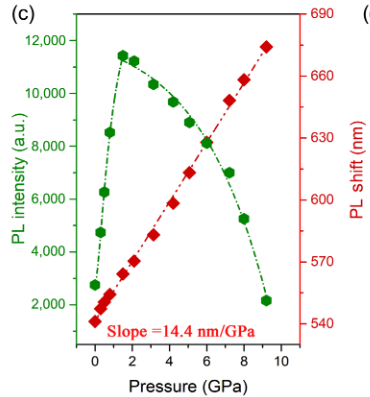 (c)
(
PL intensity (a.u.)
12,000
10,000
8,000
6,000
4,000
2,000
690
660
630
600
570
540
PL shift (nm)
Slope =14.4 nm/GPa
0 2 4 6 8 10
Pressure (GPa)